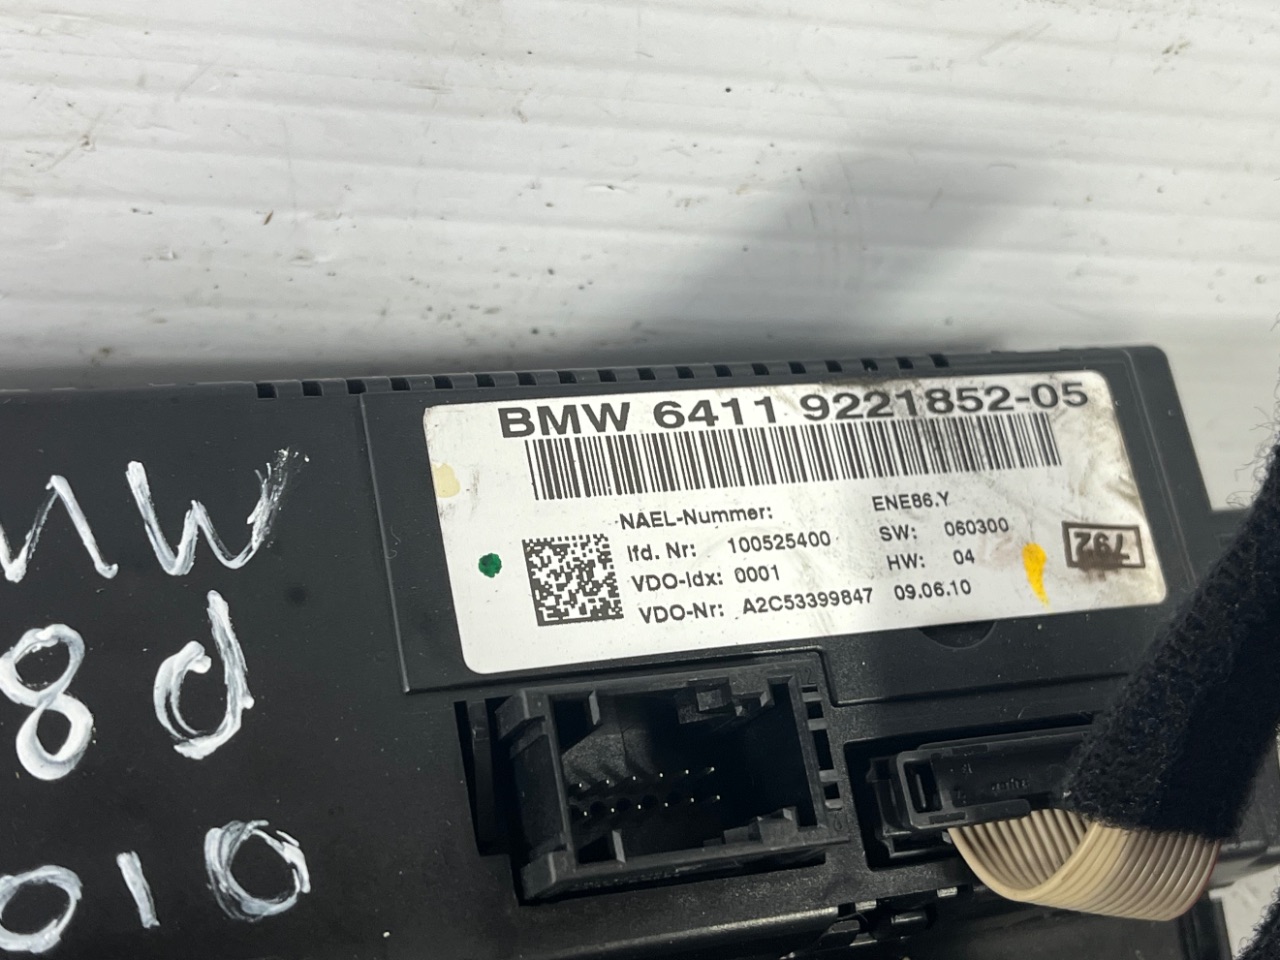 BMW 6411 9221852-05
NAEL-Nummer: ENE86.Y
lfd. Nr: 100525400 SW: 060300
VDO-Idx: 0001 HW: 04
VDO-Nr: A2C53399847 09.06.10
792
MW
8d
010